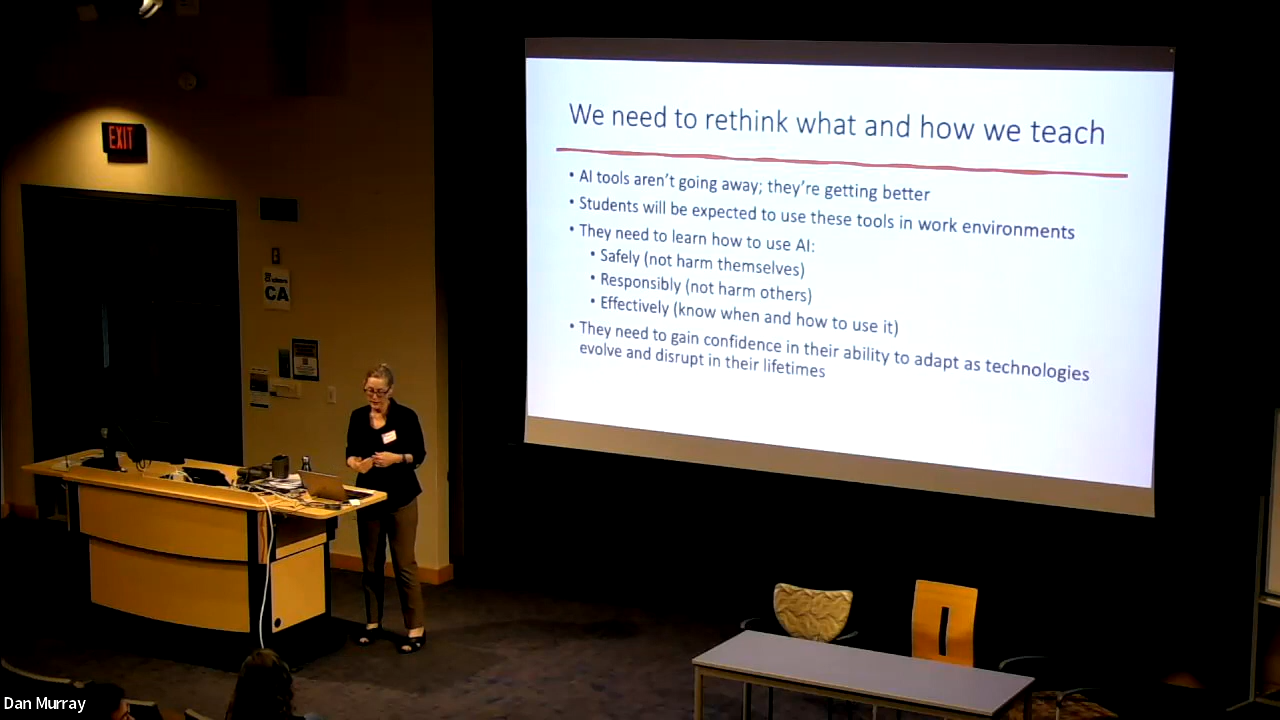 We need to rethink what and how we teach
• AI tools aren't going away; they're getting better
• Students will be expected to use these tools in work environments
• They need to learn how to use AI:
• Safely (not harm themselves)
• Responsibly (not harm others)
• Effectively (know when and how to use it)
• They need to gain confidence in their ability to adapt as technologies
evolve and disrupt in their lifetimes
EXIT
CA
Dan Murray